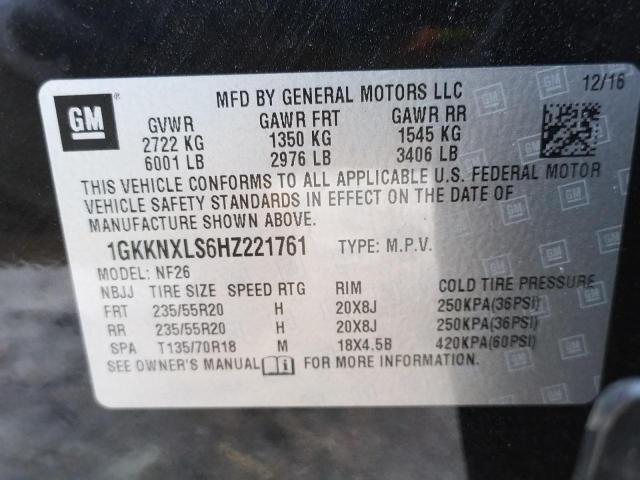 MFD BY GENERAL MOTORS LLC 12/16
GM®
GVWR GAWR FRT GAWR RR
2722 KG 1350 KG 1545 KG
6001 LB 2976 LB 3406 LB
THIS VEHICLE CONFORMS TO ALL APPLICABLE U.S. FEDERAL MOTOR
VEHICLE SAFETY STANDARDS IN EFFECT ON THE DATE OF
MANUFACTURE SHOWN ABOVE.
1GKKNXLS6HZ221761 TYPE: M.P.V.
MODEL: NF26
NBJJ TIRE SIZE SPEED RTG RIM COLD TIRE PRESSURE
FRT 235/55R20 H 20X8J 250KPA(36PSI)
RR 235/55R20 H 20X8J 250KPA(36PSI)
SPA T135/70R18 M 18X4.5B 420KPA(60PSI)
SEE OWNER'S MANUAL i FOR MORE INFORMATION.